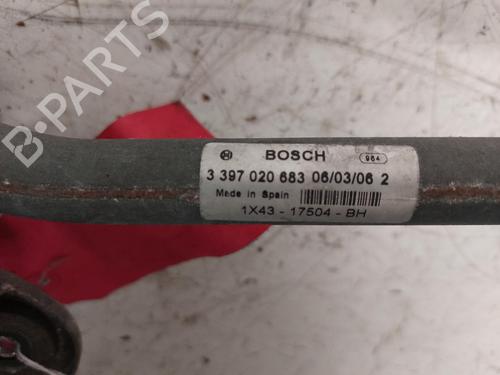 BOSCH 964
3 397 020 683 06/03/06 2
Made in Spain
1X43 - 17504 - BH
B-PARTS